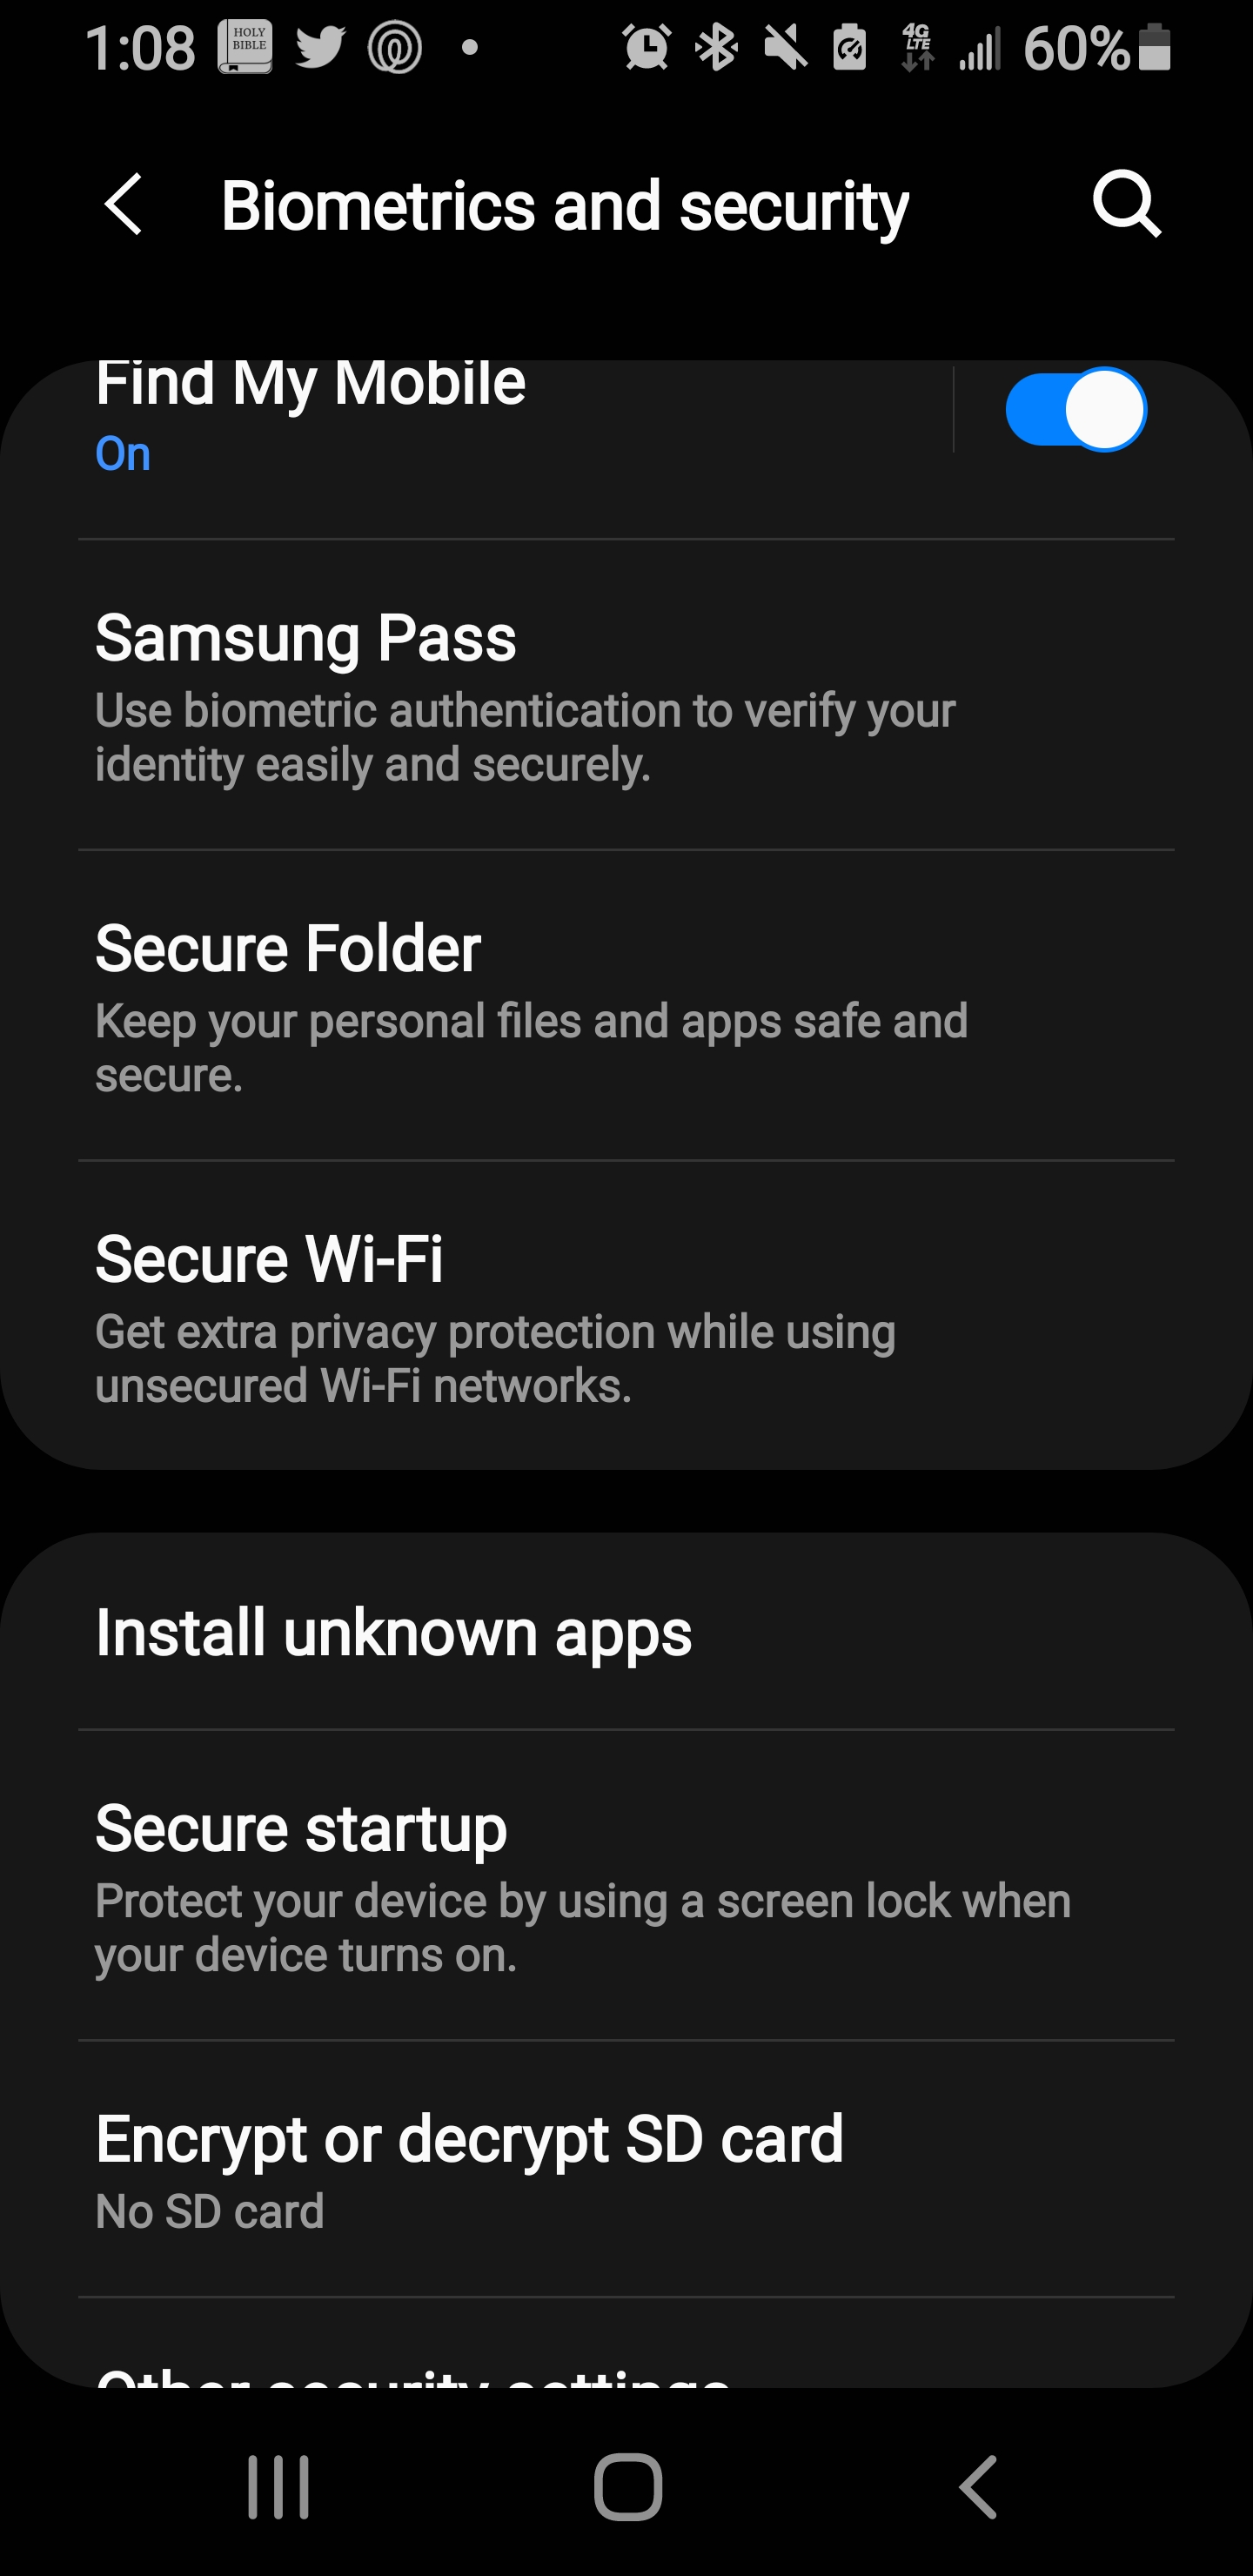 1:08 HOLY BIBLE 4G LTE 60%
Biometrics and security
Find My Mobile
On
Samsung Pass
Use biometric authentication to verify your
identity easily and securely.
Secure Folder
Keep your personal files and apps safe and
secure.
Secure Wi-Fi
Get extra privacy protection while using
unsecured Wi-Fi networks.
Install unknown apps
Secure startup
Protect your device by using a screen lock when
your device turns on.
Encrypt or decrypt SD card
No SD card
Other security settings